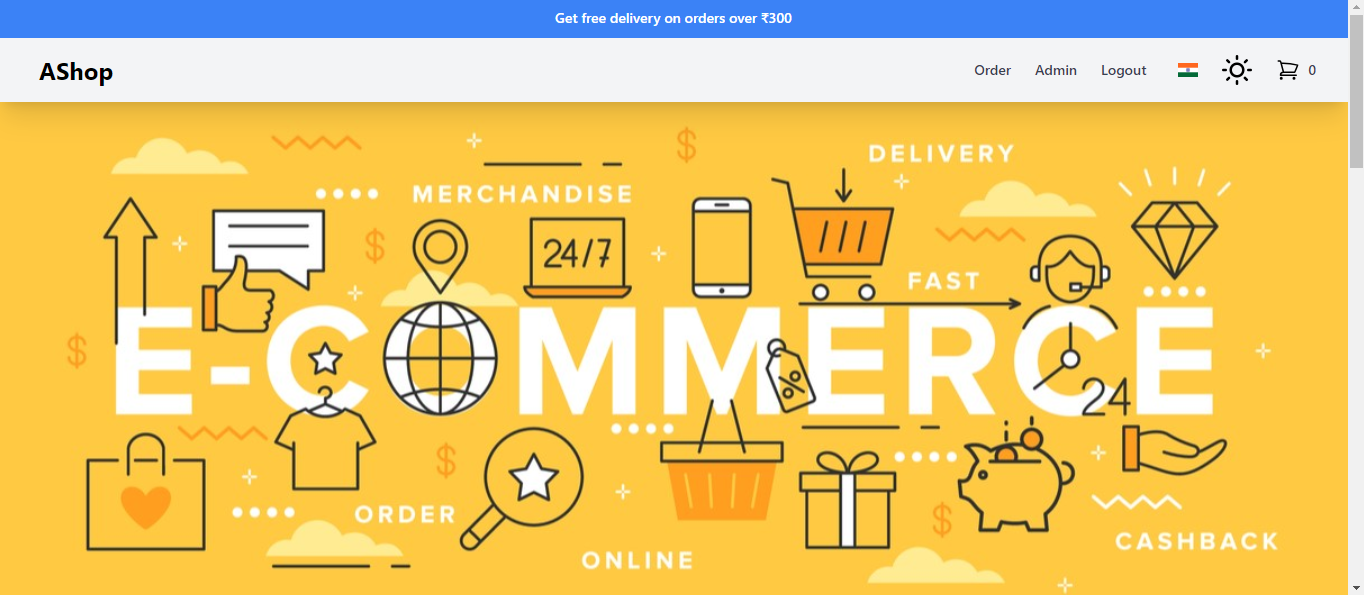 Get free delivery on orders over ₹300
AShop
Order Admin Logout 0
DELIVERY
MERCHANDISE
24/7
FAST
E-COMMERCE
%
24
ORDER
ONLINE
CASHBACK